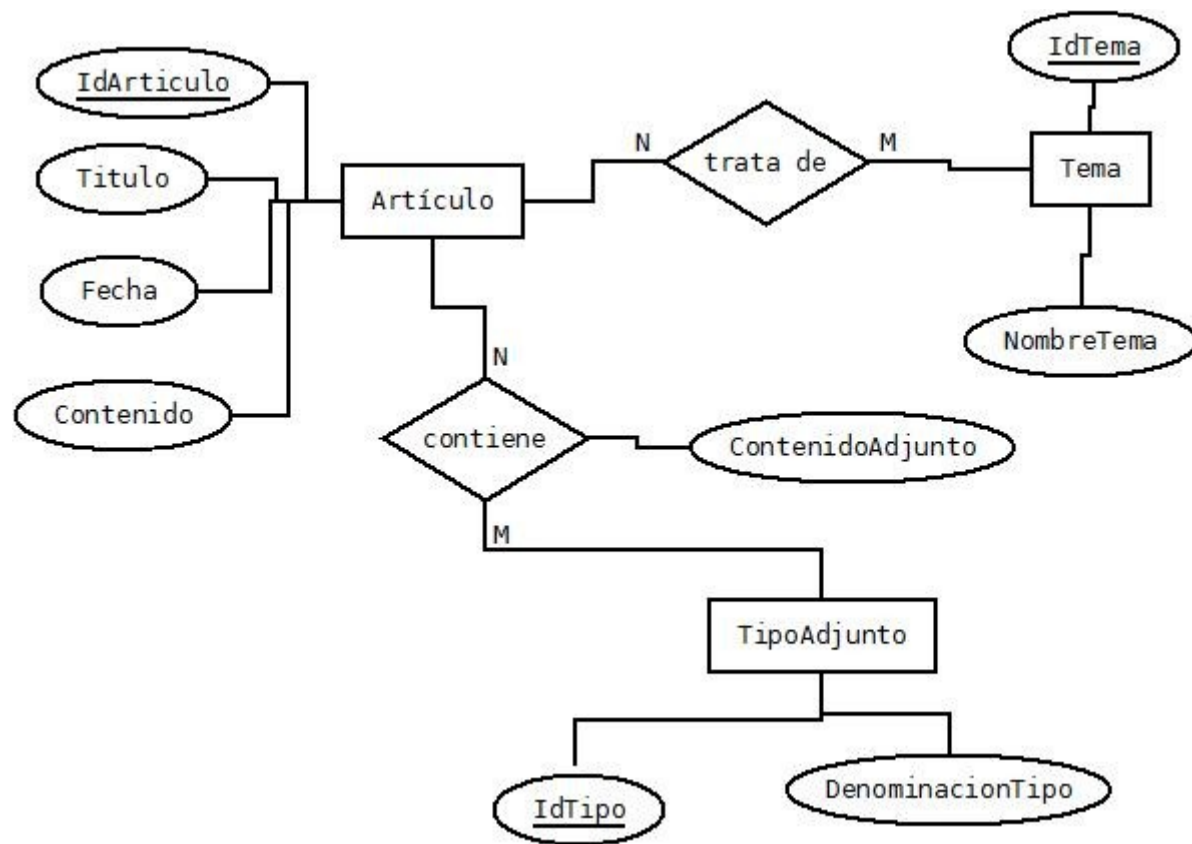 IdTema
IdArticulo
N
M
trata de
Tema
Titulo
Artículo
Fecha
NombreTema
N
Contenido
contiene
ContenidoAdjunto
M
TipoAdjunto
DenominacionTipo
IdTipo